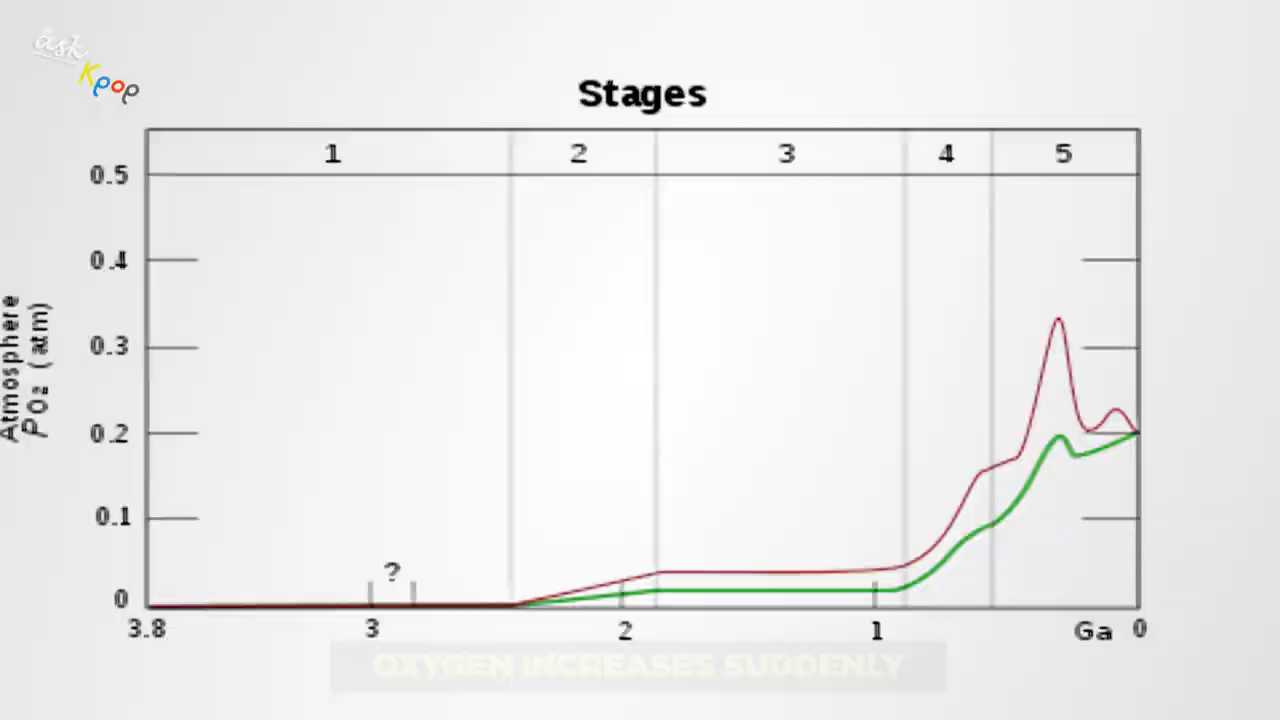 ask
Kpop
Stages
1 2 3 4 5
0.5
0.4
0.3
0.2
0.1
0
Atmosphere
PO₂ (atm)
?
3.8 3 2 1 Ga 0
OXYGEN INCREASES SUDDENLY